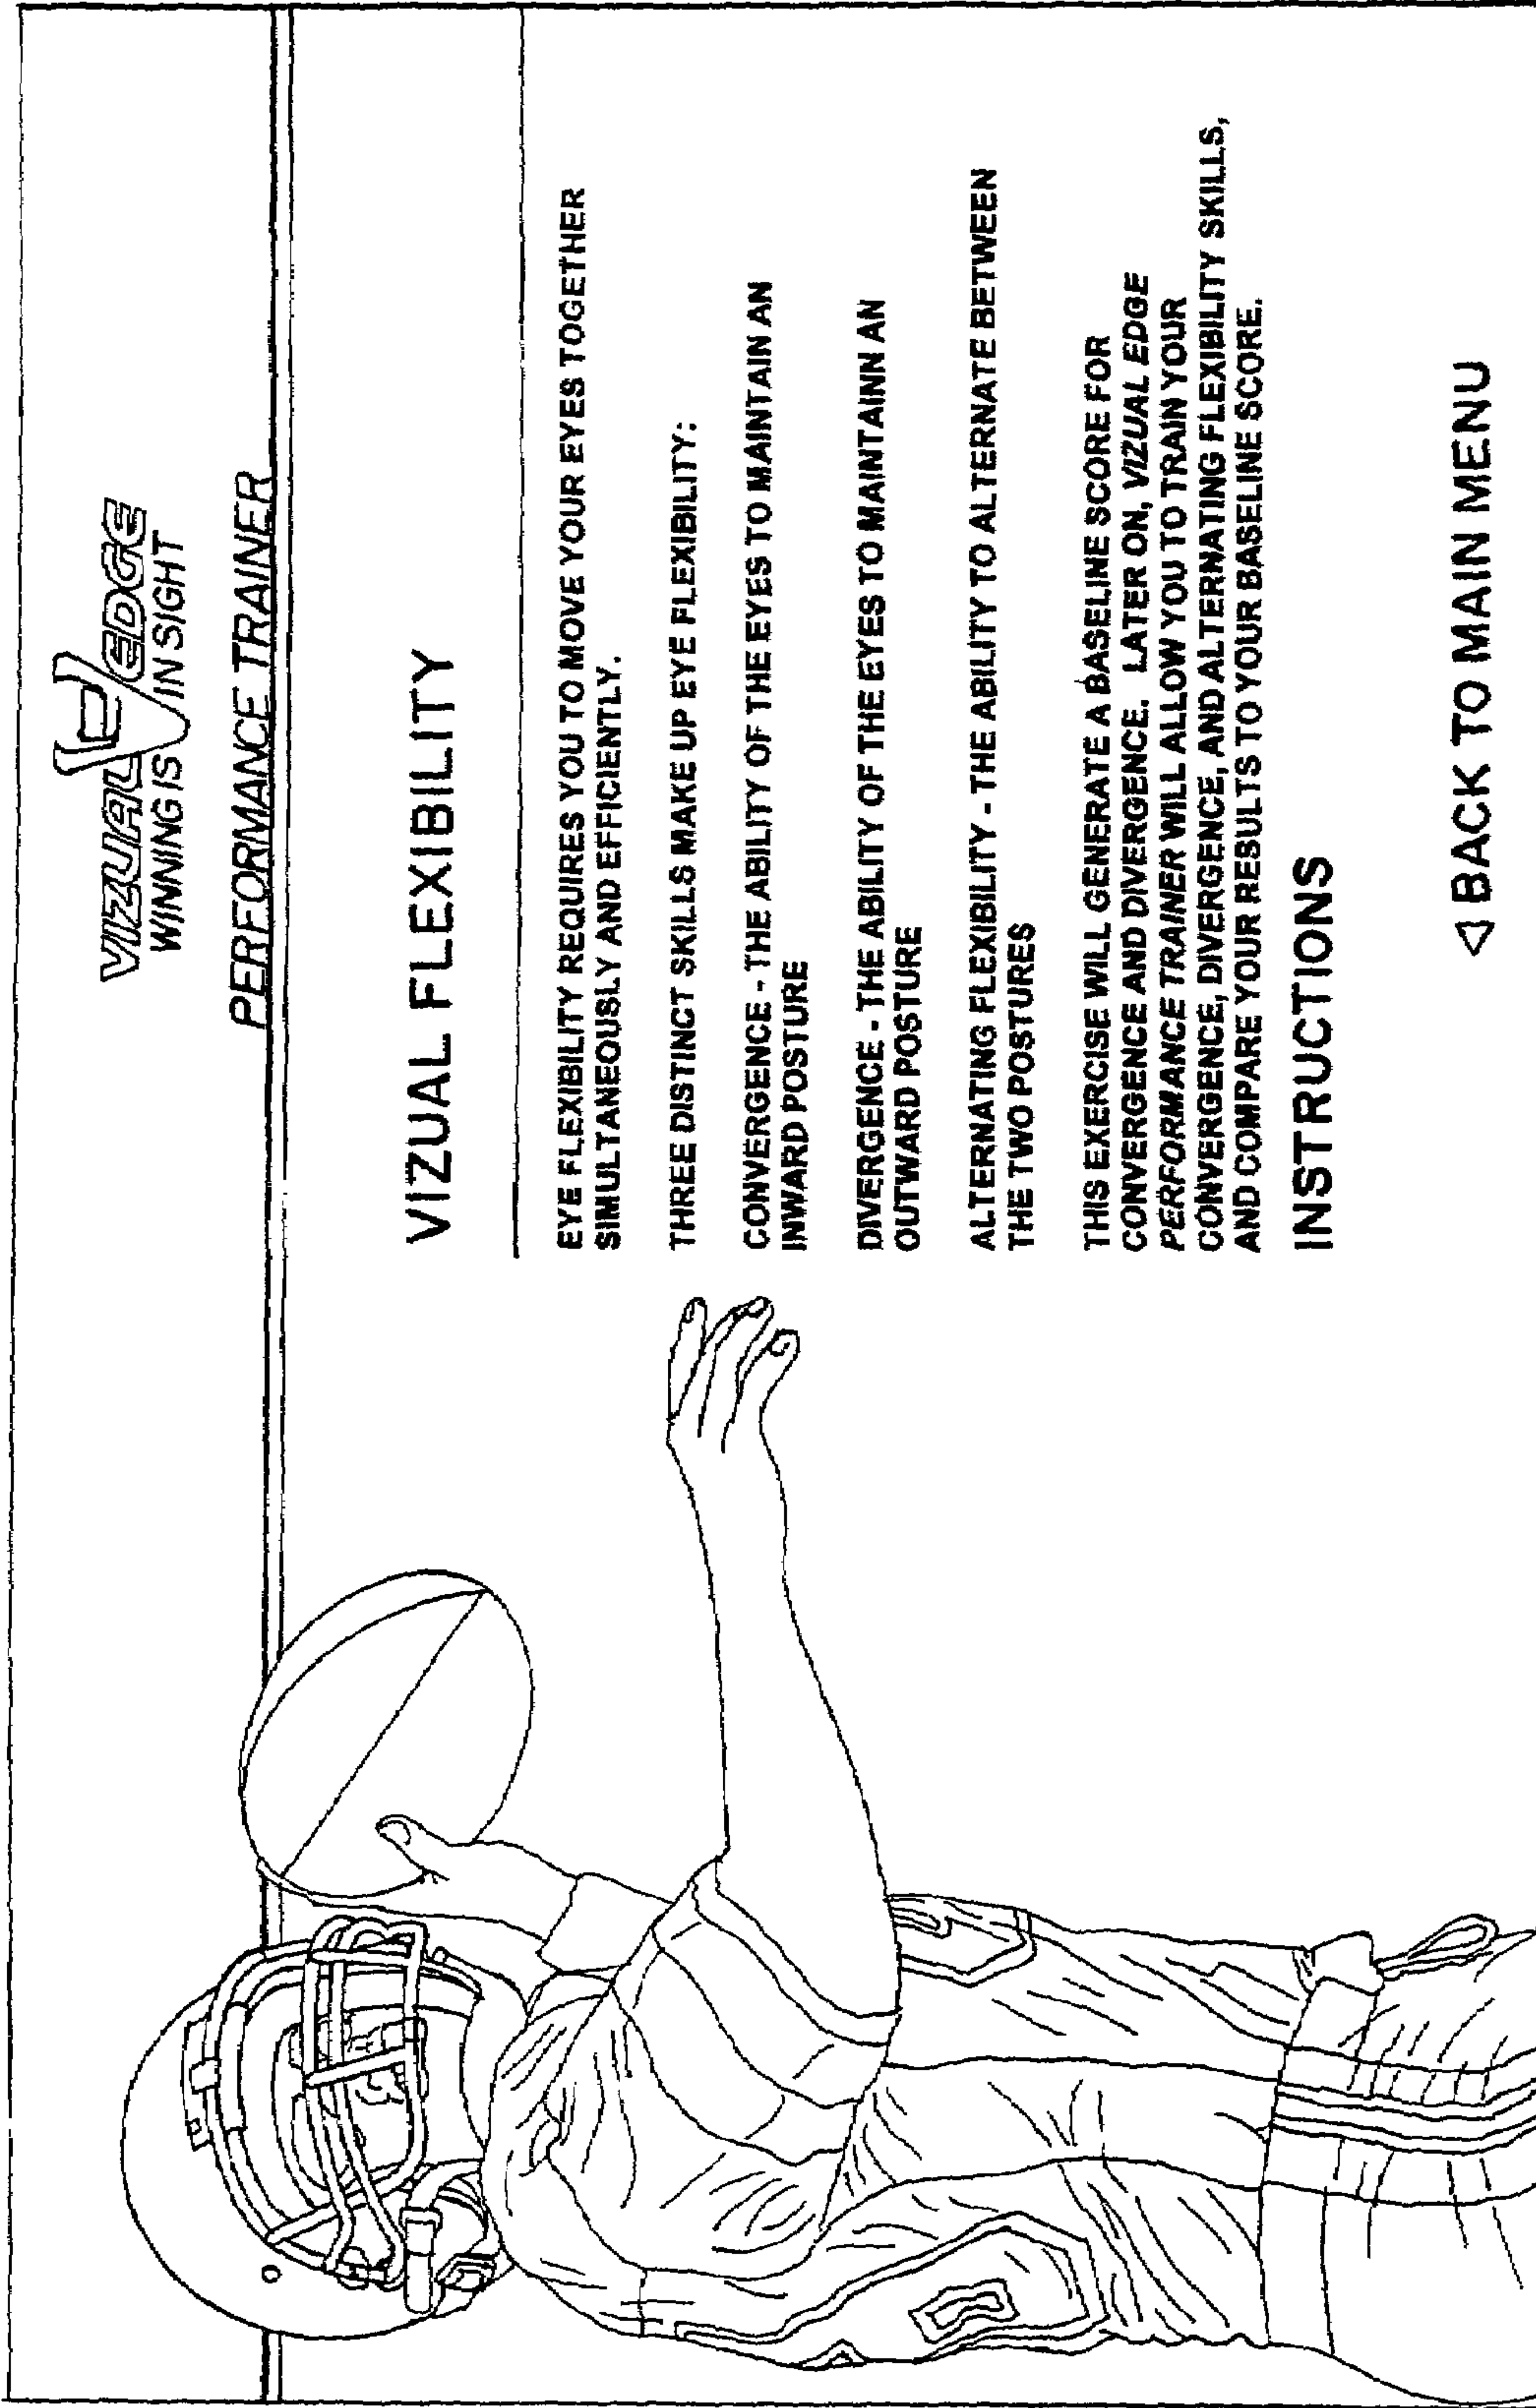 VIZUAL EDGE
WINNING IS IN SIGHT
PERFORMANCE TRAINER
VIZUAL FLEXIBILITY
EYE FLEXIBILITY REQUIRES YOU TO MOVE YOUR EYES TOGETHER
SIMULTANEOUSLY AND EFFICIENTLY.
THREE DISTINCT SKILLS MAKE UP EYE FLEXIBILITY:
CONVERGENCE - THE ABILITY OF THE EYES TO MAINTAIN AN
INWARD POSTURE
DIVERGENCE - THE ABILITY OF THE EYES TO MAINTAINN AN
OUTWARD POSTURE
ALTERNATING FLEXIBILITY - THE ABILITY TO ALTERNATE BETWEEN
THE TWO POSTURES
THIS EXERCISE WILL GENERATE A BASELINE SCORE FOR
CONVERGENCE AND DIVERGENCE. LATER ON, VIZUAL EDGE
PERFORMANCE TRAINER WILL ALLOW YOU TO TRAIN YOUR
CONVERGENCE, DIVERGENCE, AND ALTERNATING FLEXIBILITY SKILLS,
AND COMPARE YOUR RESULTS TO YOUR BASELINE SCORE.
INSTRUCTIONS
◁ BACK TO MAIN MENU